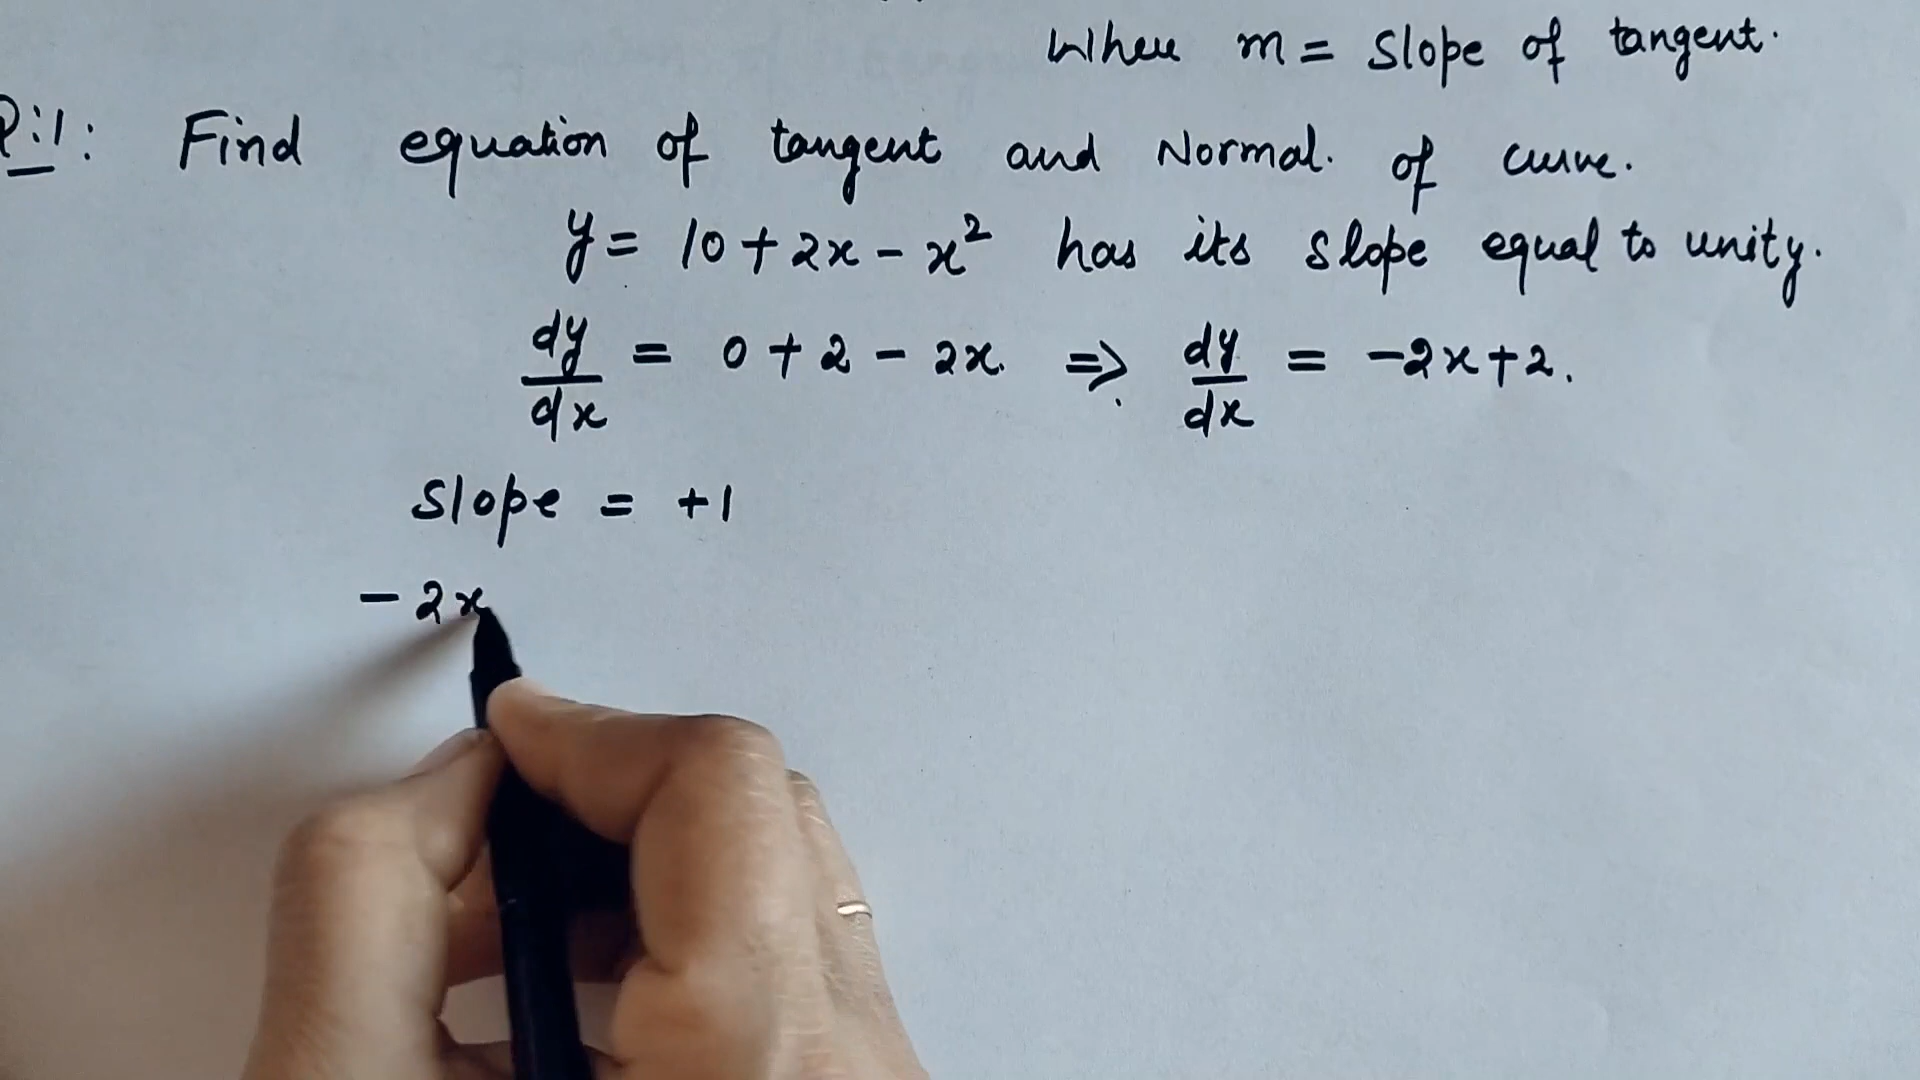 Where m = Slope of tangent.
Q:1: Find equation of tangent and Normal. of curve.
y = 10 + 2x - x² has its slope equal to unity.
dy/dx = 0 + 2 - 2x. ⇒ dy/dx = -2x + 2.
Slope = +1
- 2x